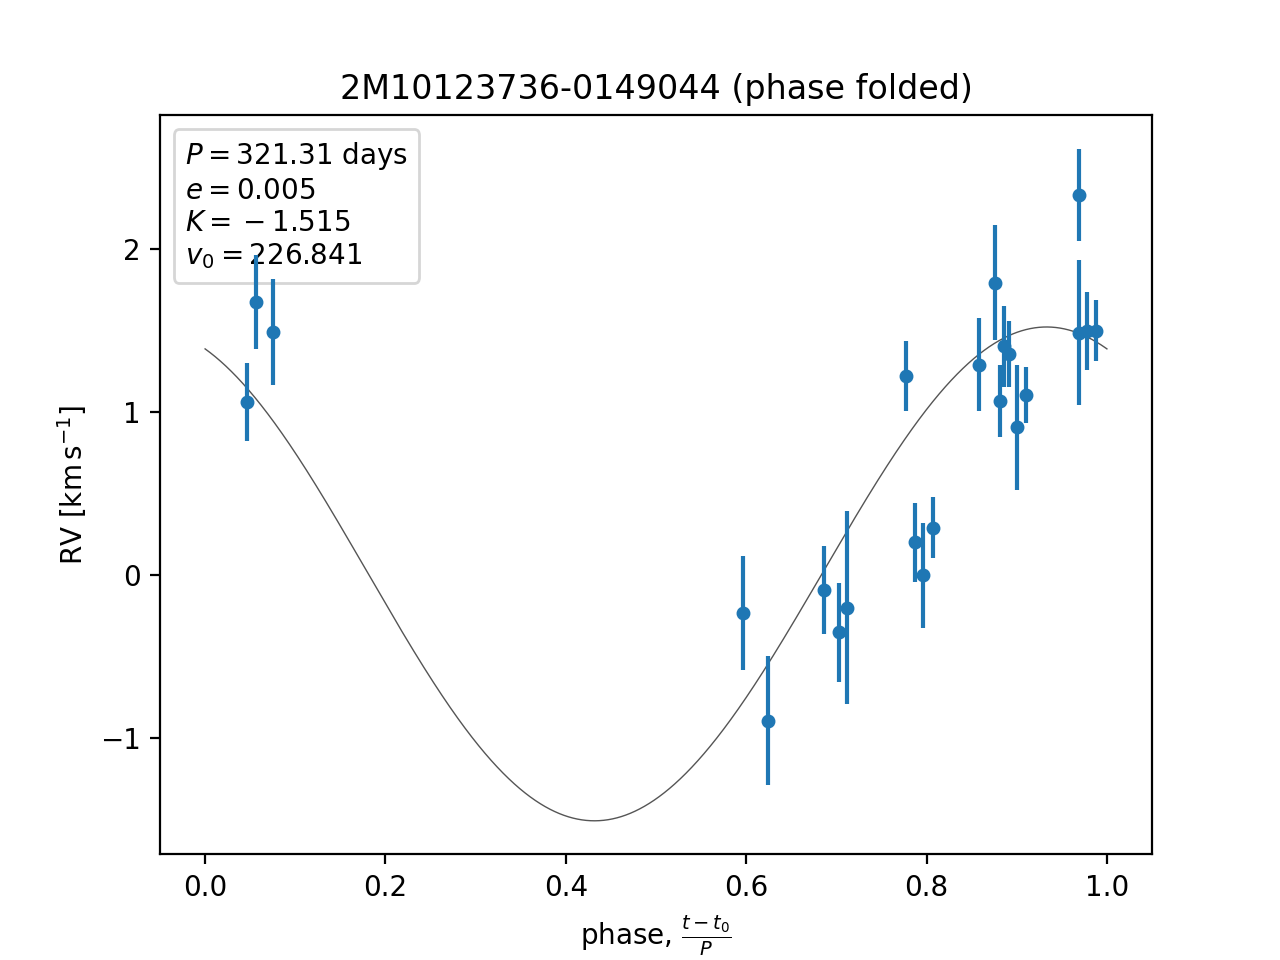 2M10123736-0149044 (phase folded)
P = 321.31 days
e = 0.005
K = −1.515
v₀ = 226.841
RV [km s⁻¹]
2
1
0
−1
0.0 0.2 0.4 0.6 0.8 1.0
phase, (t − t₀)/P